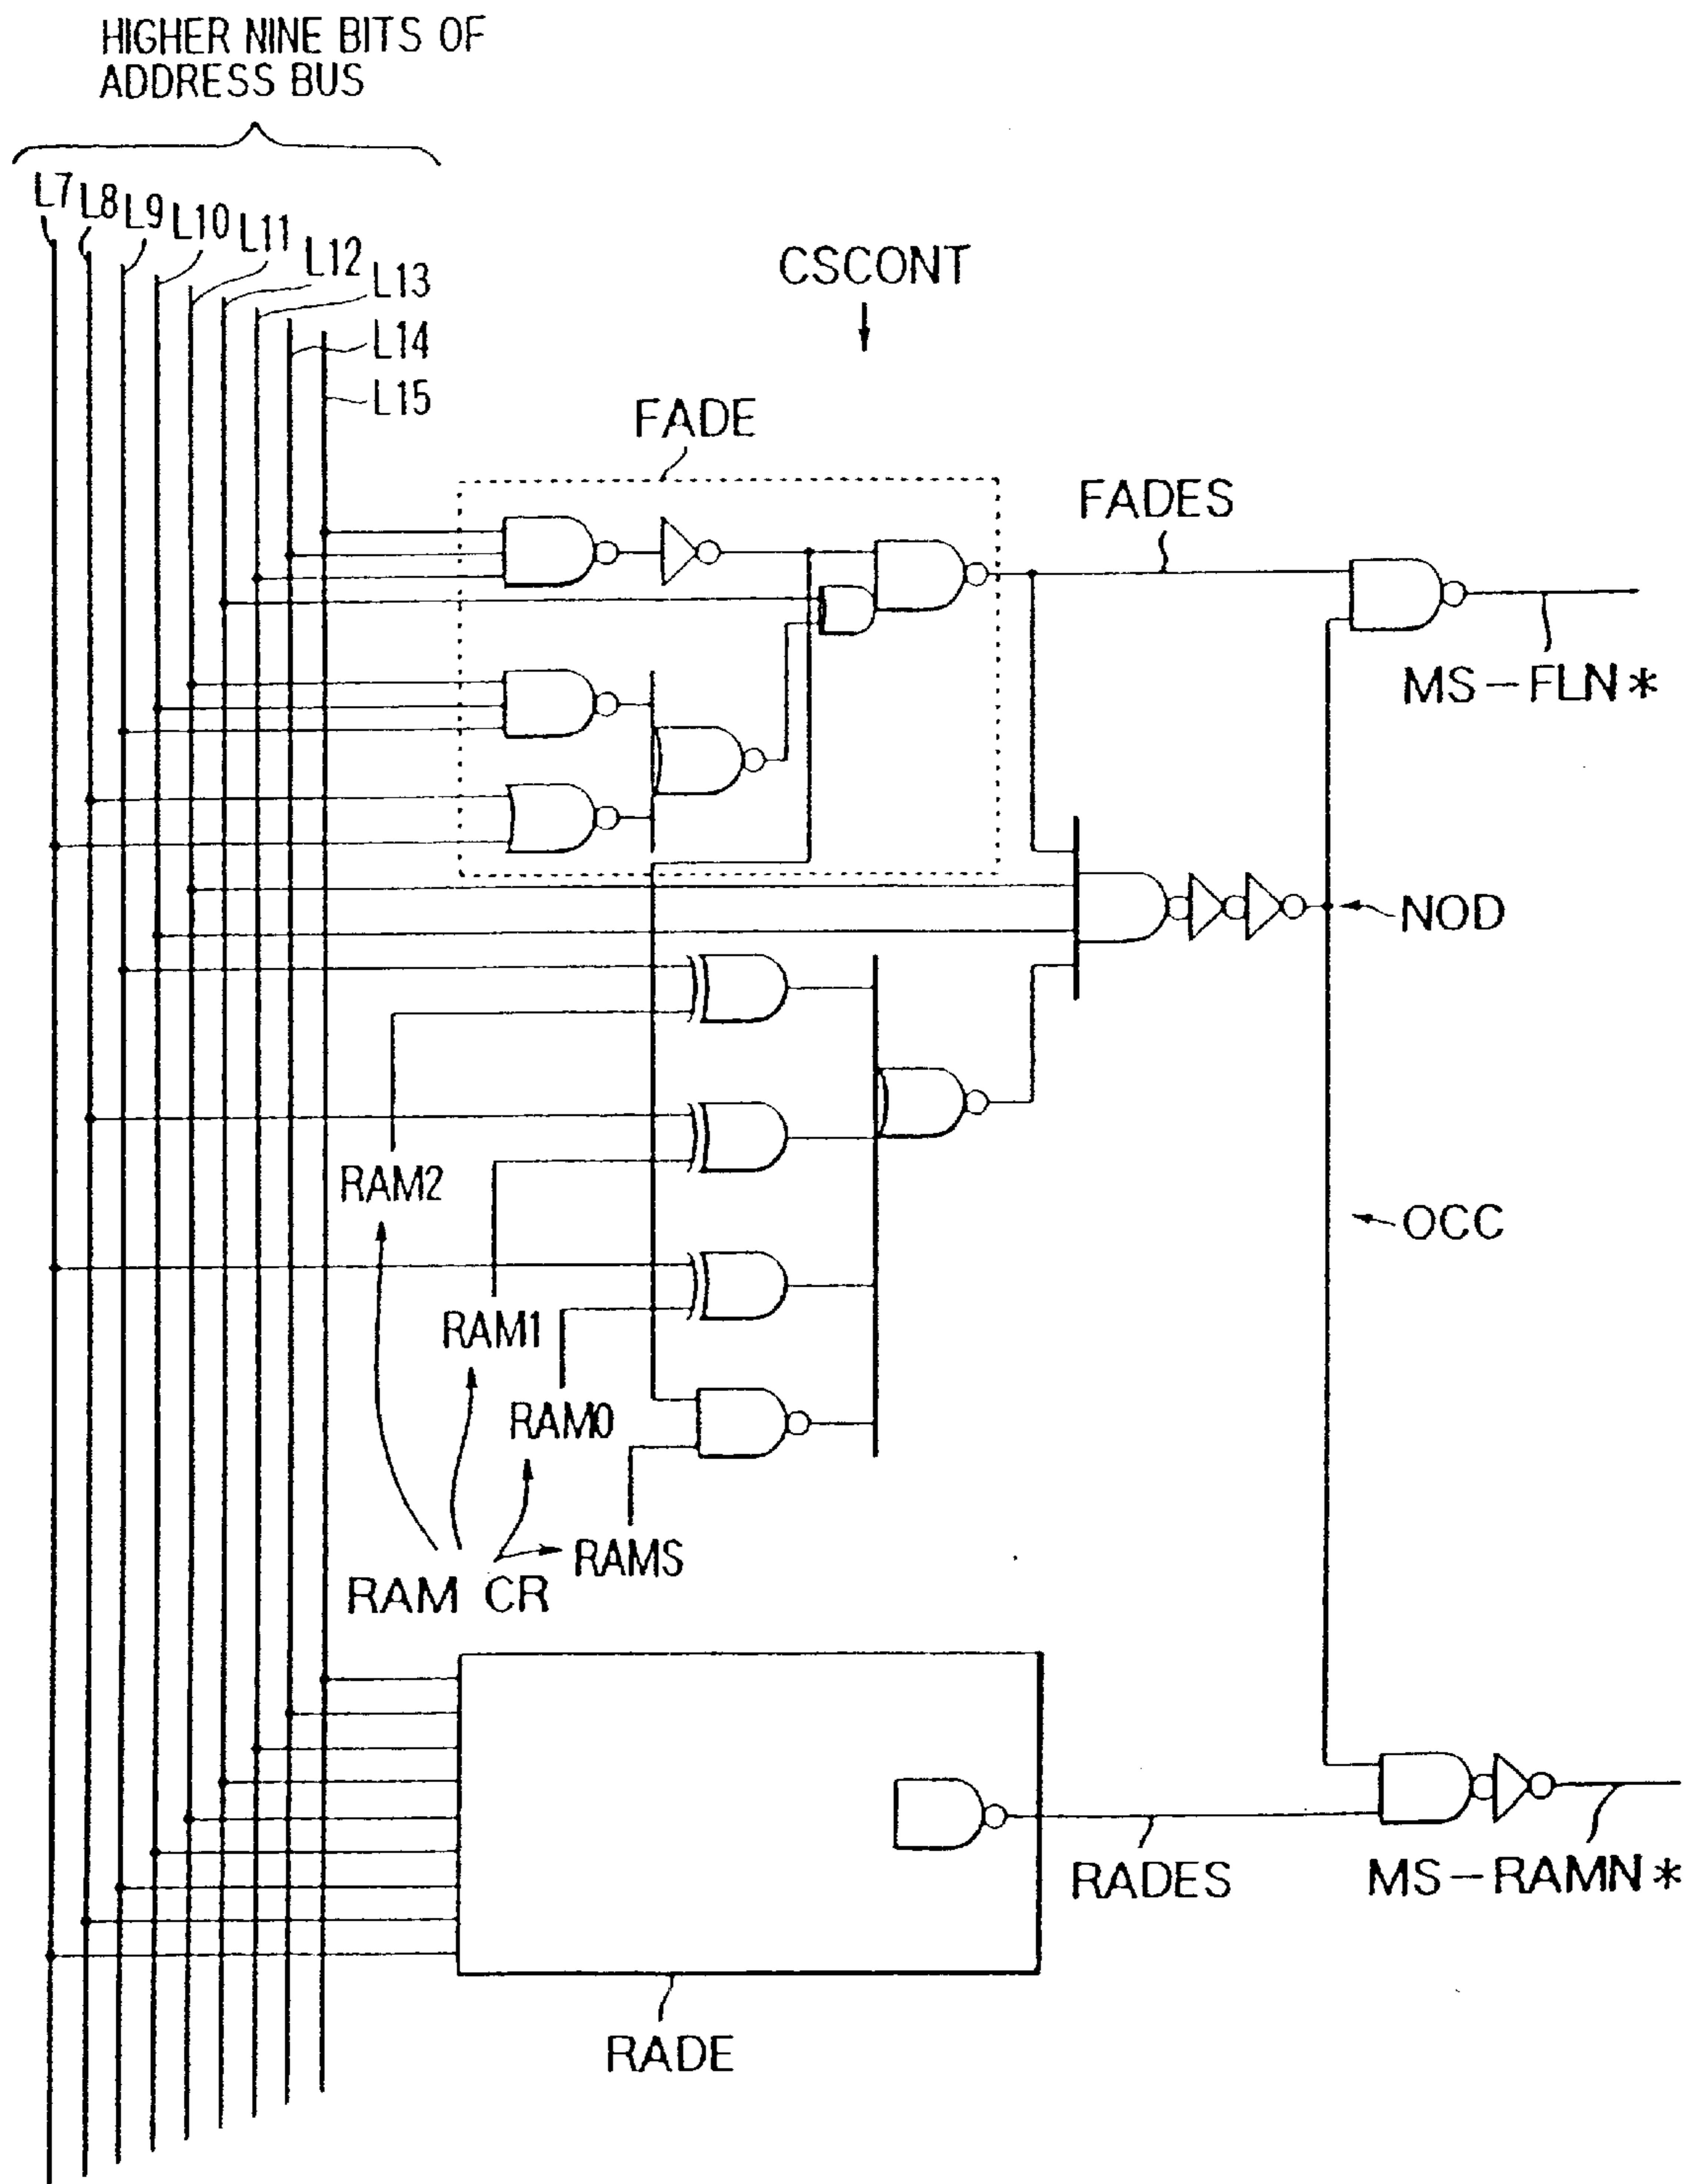 HIGHER NINE BITS OF
ADDRESS BUS
L7
L8
L9
L10
L11
L12
L13
L14
L15
CSCONT
FADE
FADES
MS-FLN*
NOD
OCC
RAM2
RAM1
RAM0
RAMS
RAM CR
RADES
MS-RAMN*
RADE